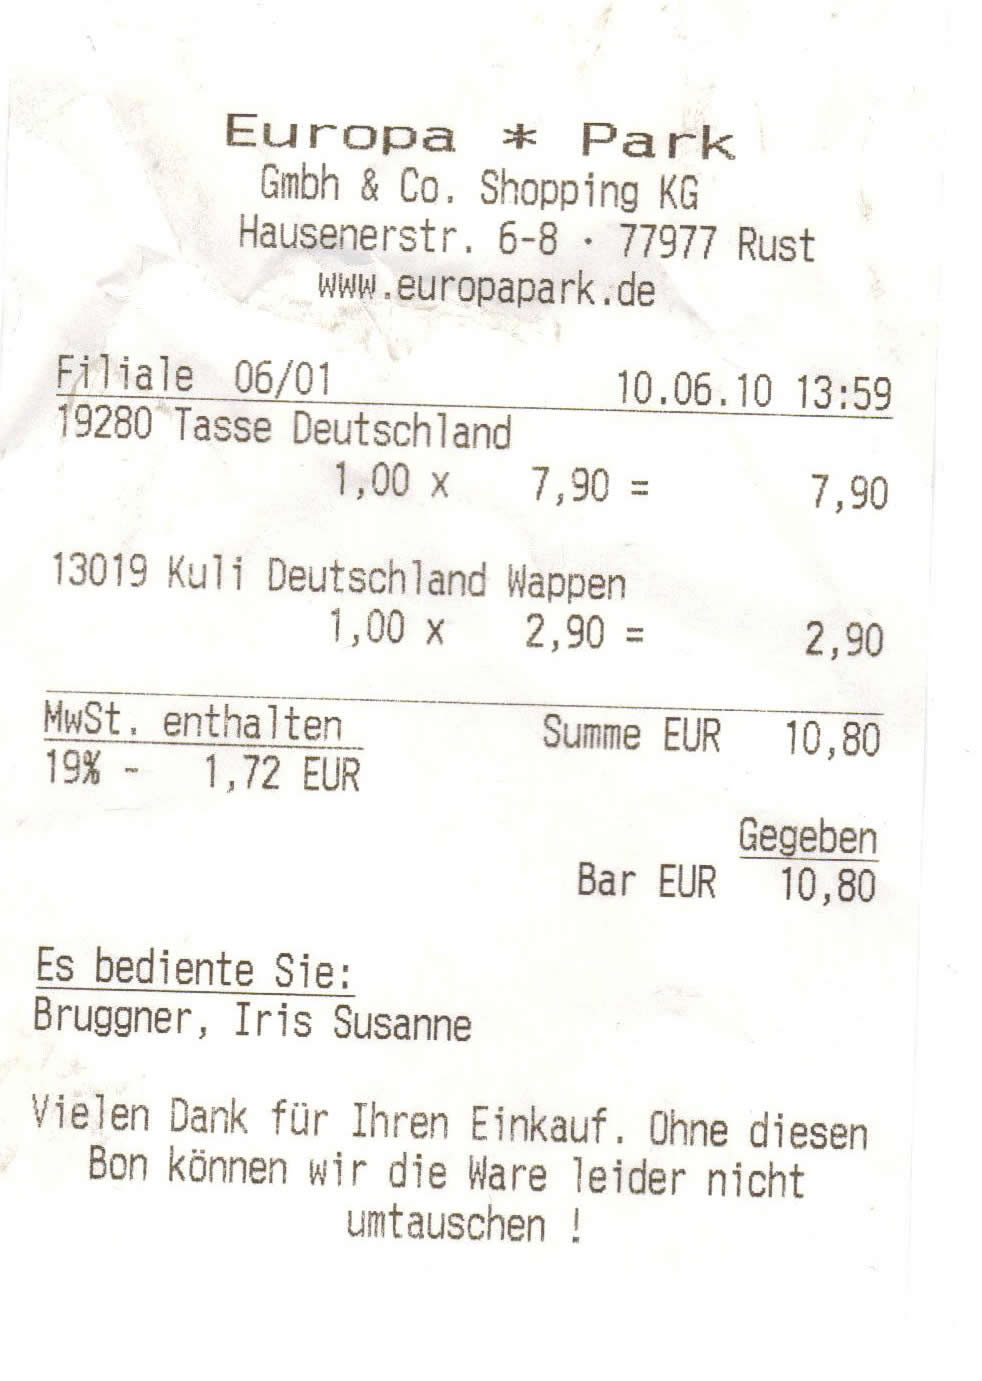 Europa * Park
Gmbh & Co. Shopping KG
Hausenerstr. 6-8 · 77977 Rust
www.europapark.de
Filiale 06/01 10.06.10 13:59
19280 Tasse Deutschland
1,00 x 7,90 = 7,90
13019 Kuli Deutschland Wappen
1,00 x 2,90 = 2,90
MwSt. enthalten Summe EUR 10,80
19% - 1,72 EUR
Gegeben
Bar EUR 10,80
Es bediente Sie:
Bruggner, Iris Susanne
Vielen Dank für Ihren Einkauf. Ohne diesen
Bon können wir die Ware leider nicht
umtauschen !